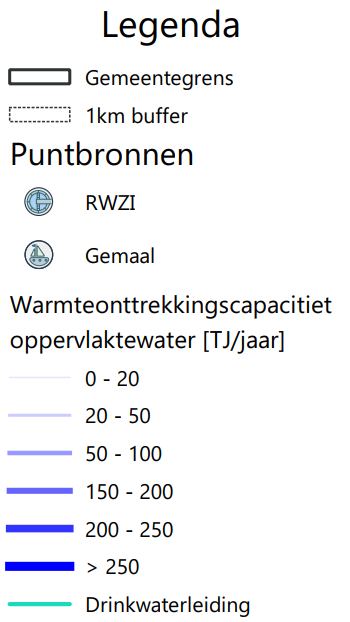 Legenda
Gemeentegrens
1km buffer
Puntbronnen
RWZI
Gemaal
Warmteonttrekkingscapacitiet
oppervlaktewater [TJ/jaar]
0 - 20
20 - 50
50 - 100
150 - 200
200 - 250
> 250
Drinkwaterleiding